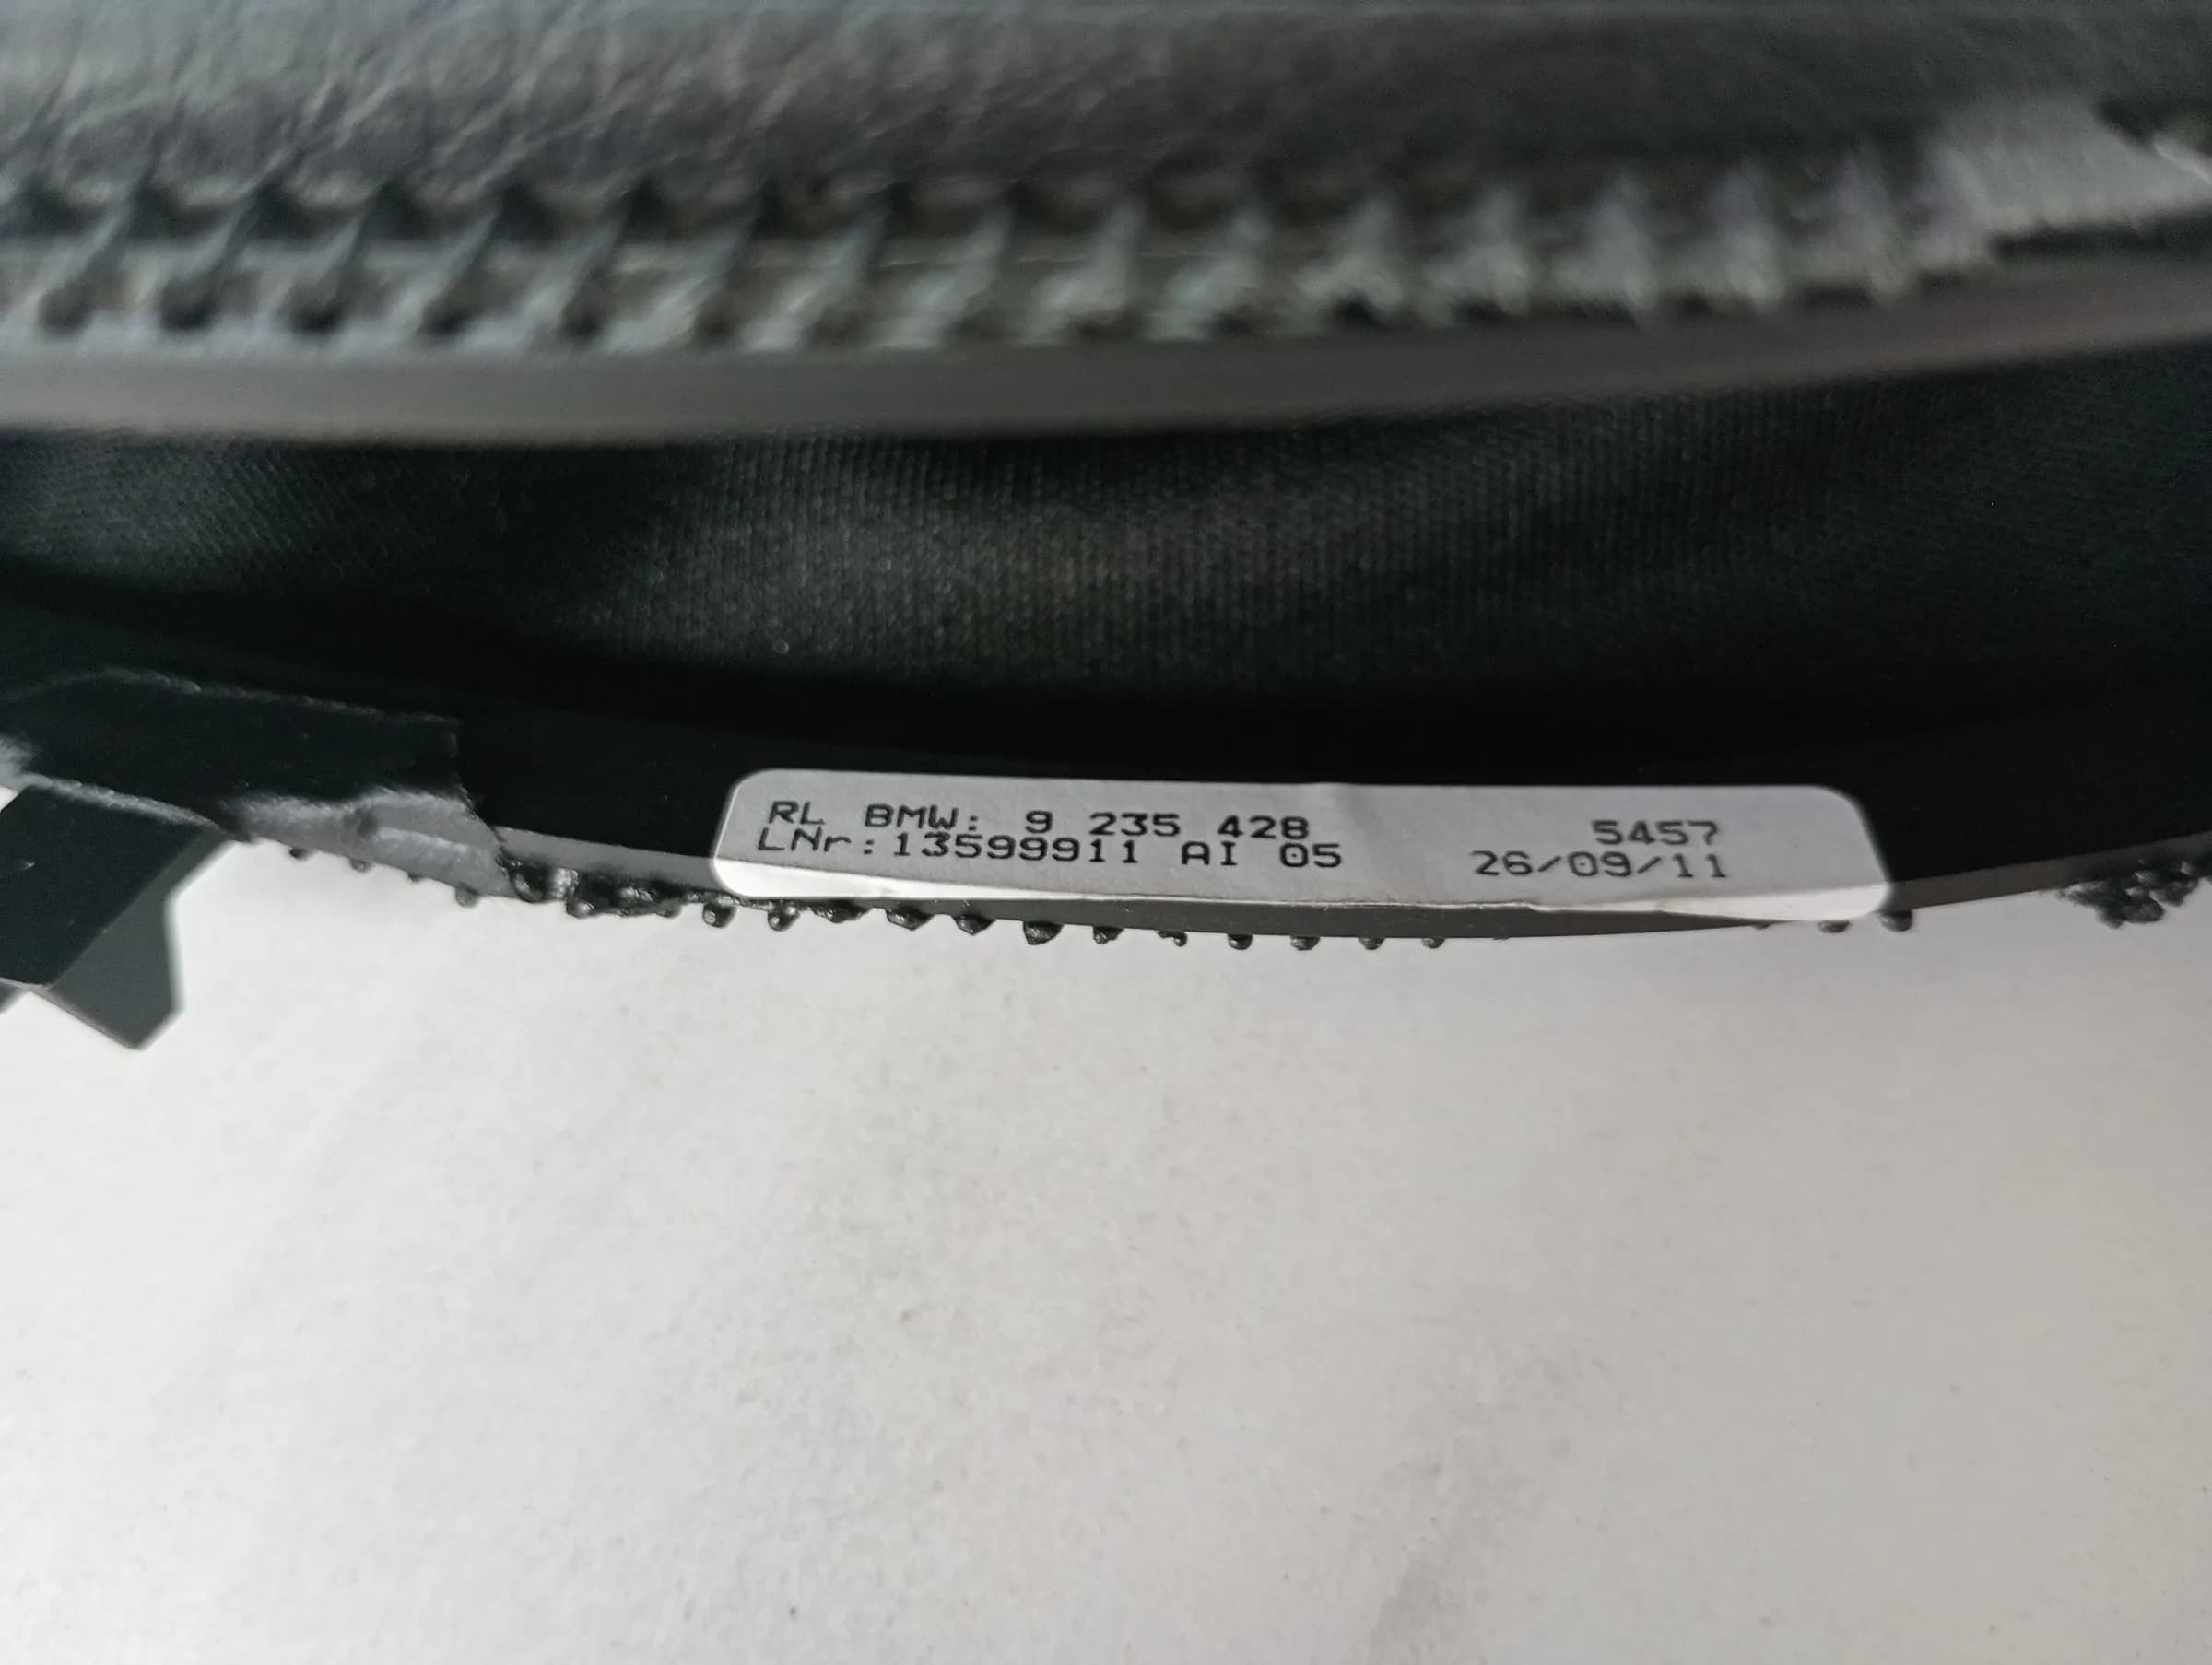 RL BMW: 9 235 428 5457
LNr:13599911 AI 05 26/09/11